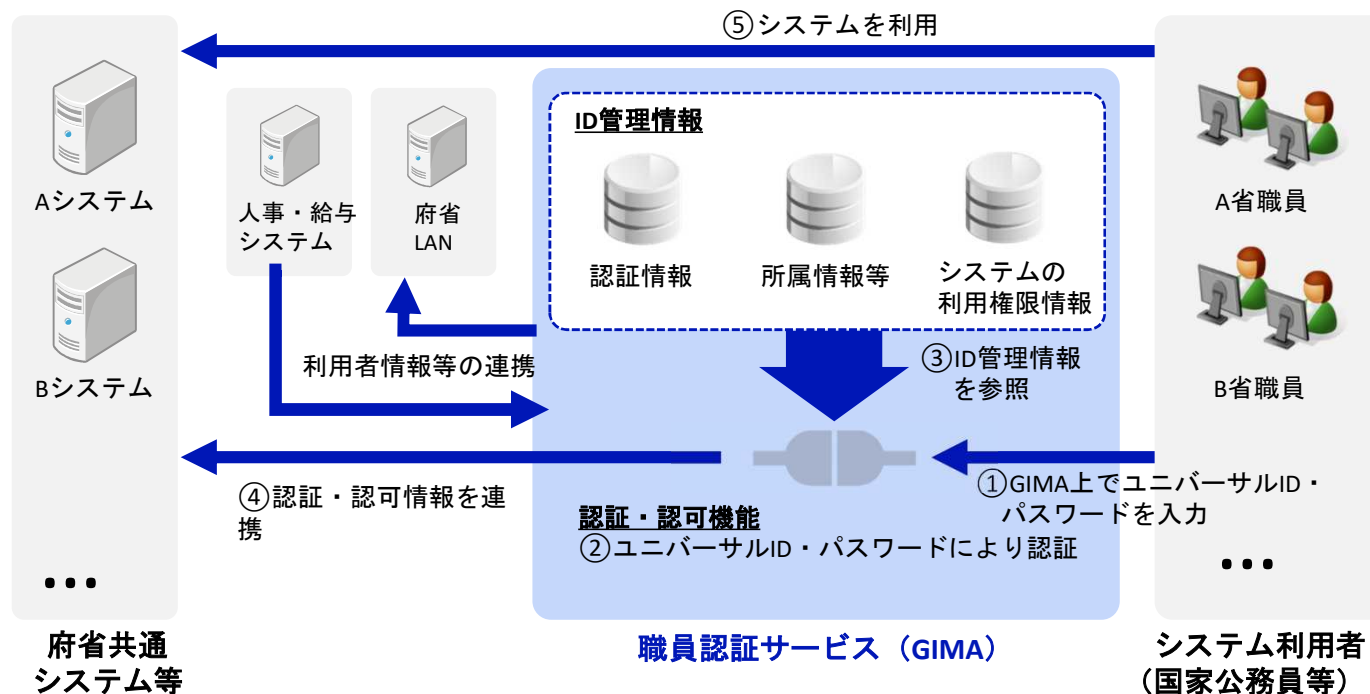 ⑤システムを利用
ID管理情報
Aシステム
人事・給与
システム
府省
LAN
認証情報
所属情報等
システムの
利用権限情報
A省職員
Bシステム
利用者情報等の連携
③ID管理情報
を参照
B省職員
④認証・認可情報を連
携
①GIMA上でユニバーサルID・
パスワードを入力
認証・認可機能
②ユニバーサルID・パスワードにより認証
•••
•••
府省共通
システム等
職員認証サービス（GIMA）
システム利用者
（国家公務員等）